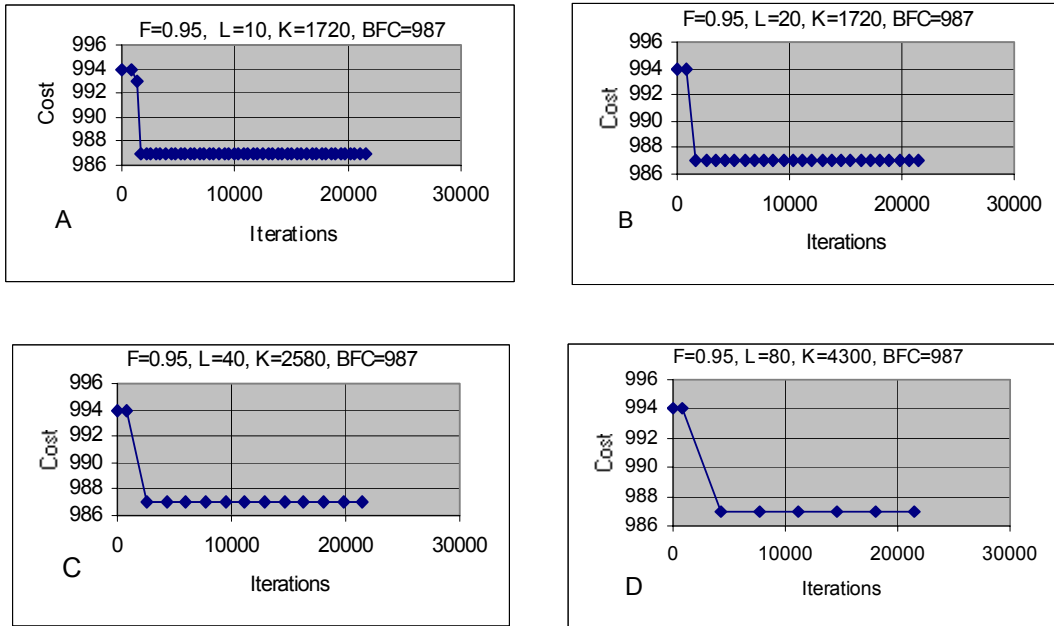 F=0.95, L=10, K=1720, BFC=987
996
994
992
990
988
986
Cost
0 10000 20000 30000
A
Iterations
F=0.95, L=20, K=1720, BFC=987
996
994
992
990
988
986
Cost
0 10000 20000 30000
B
Iterations
F=0.95, L=40, K=2580, BFC=987
996
994
992
990
988
986
Cost
0 10000 20000 30000
C
Iterations
F=0.95, L=80, K=4300, BFC=987
996
994
992
990
988
986
Cost
0 10000 20000 30000
D
Iterations